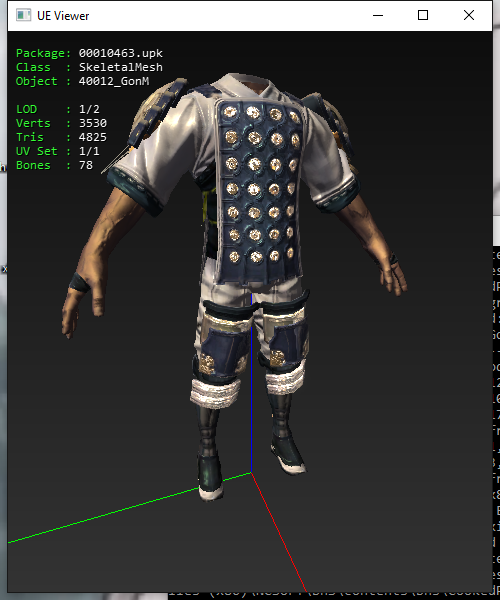 UE Viewer
Package: 00010463.upk
Class : SkeletalMesh
Object : 40012_GonM
LOD : 1/2
Verts : 3530
Tris : 4825
UV Set : 1/1
Bones : 78